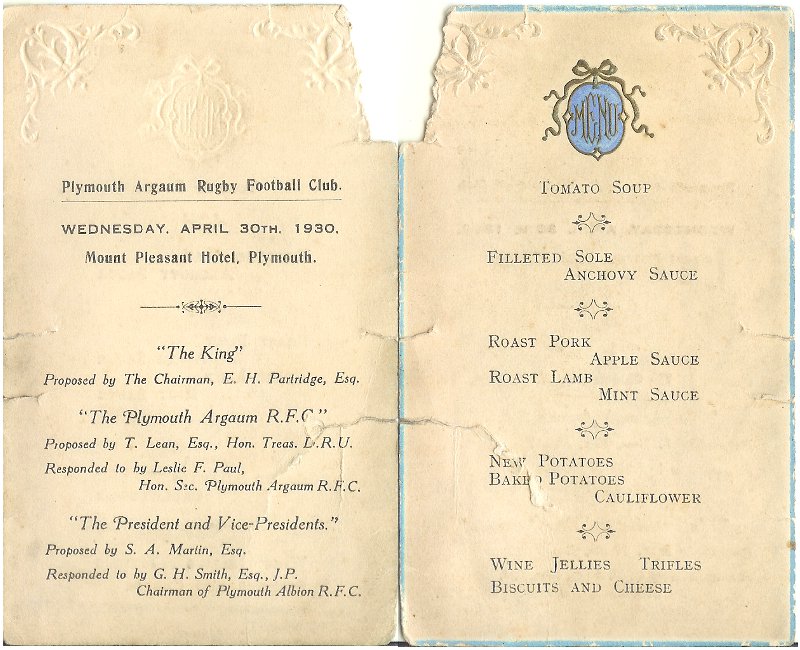 Plymouth Argaum Rugby Football Club.
WEDNESDAY, APRIL 30TH, 1930,
Mount Pleasant Hotel, Plymouth.
"The King"
Proposed by The Chairman, E. H. Partridge, Esq.
"The Plymouth Argaum R.F.C."
Proposed by T. Lean, Esq., Hon. Treas. D.R.U.
Responded to by Leslie F. Paul,
Hon. Sec. Plymouth Argaum R.F.C.
"The President and Vice-Presidents."
Proposed by S. A. Martin, Esq.
Responded to by G. H. Smith, Esq., J.P.
Chairman of Plymouth Albion R.F.C.
MENU
TOMATO SOUP
FILLETED SOLE
ANCHOVY SAUCE
ROAST PORK
APPLE SAUCE
ROAST LAMB
MINT SAUCE
NEW POTATOES
BAKED POTATOES
CAULIFLOWER
WINE JELLIES TRIFLES
BISCUITS AND CHEESE